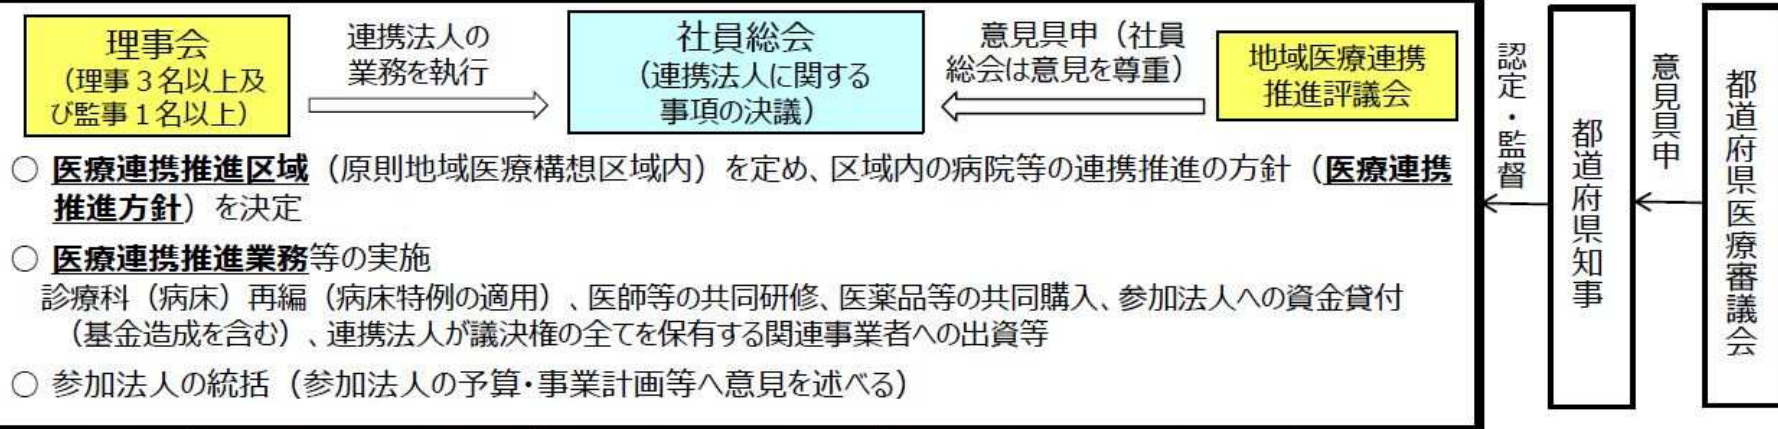 理事会
（理事３名以上及
び監事１名以上）
連携法人の
業務を執行
社員総会
（連携法人に関する
事項の決議）
意見具申（社員
総会は意見を尊重）
地域医療連携
推進評議会
○ 医療連携推進区域（原則地域医療構想区域内）を定め、区域内の病院等の連携推進の方針（医療連携
推進方針）を決定
○ 医療連携推進業務等の実施
診療科（病床）再編（病床特例の適用）、医師等の共同研修、医薬品等の共同購入、参加法人への資金貸付
（基金造成を含む）、連携法人が議決権の全てを保有する関連事業者への出資等
○ 参加法人の統括（参加法人の予算・事業計画等へ意見を述べる）
認定・監督
都道府県知事
意見具申
都道府県医療審議会